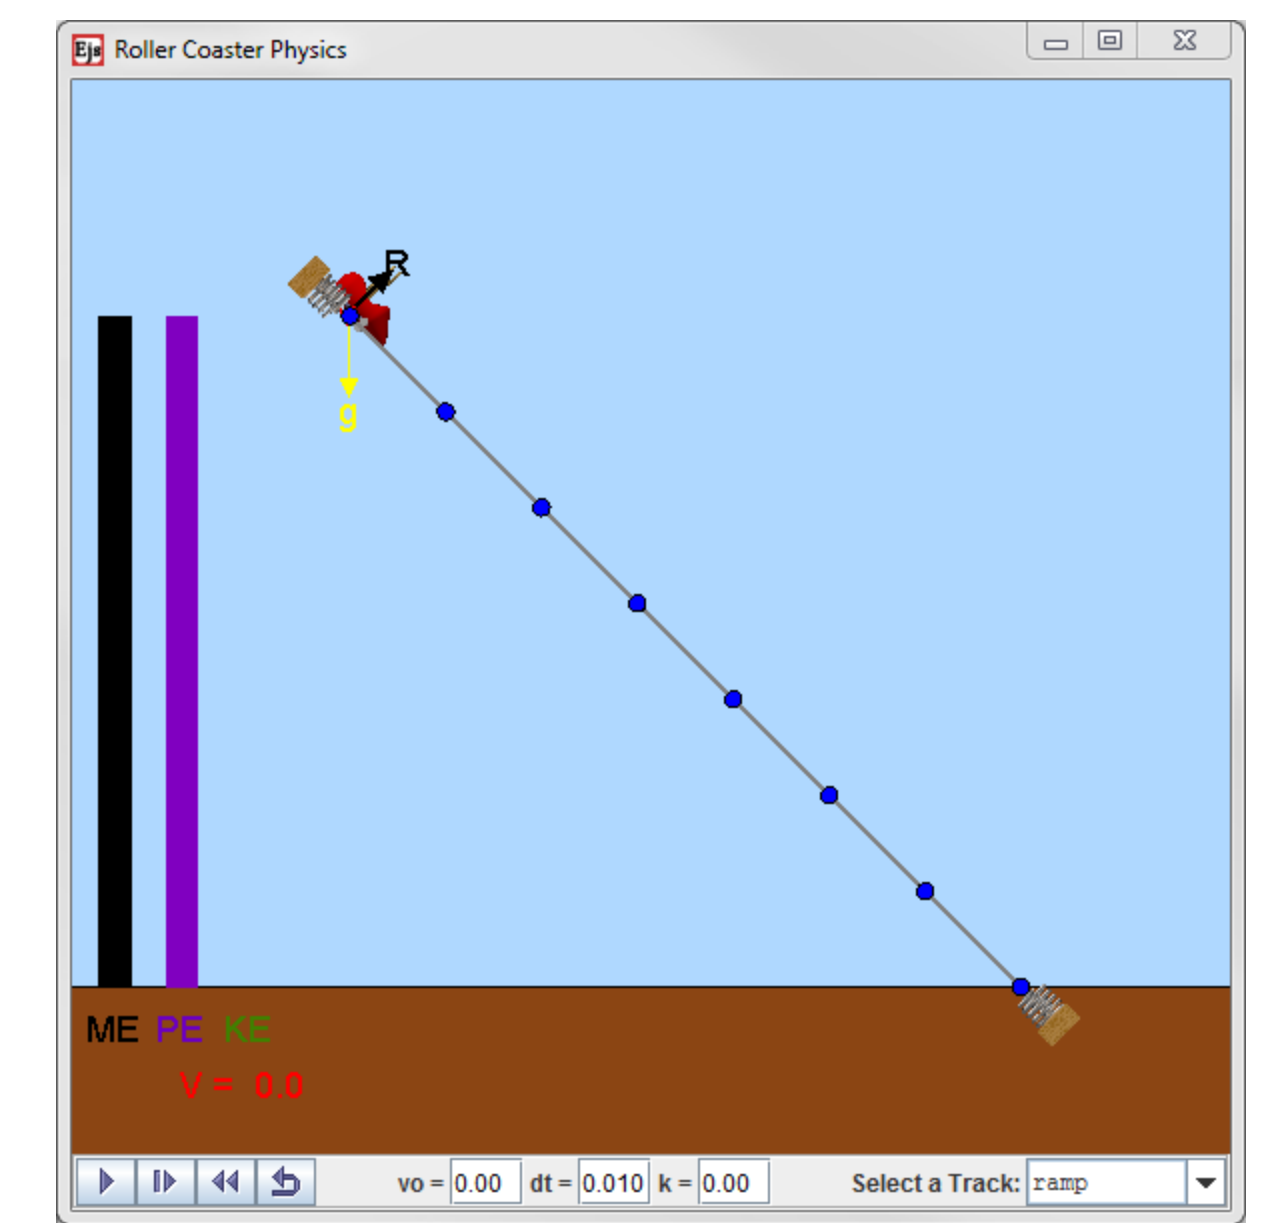 Ejs Roller Coaster Physics
R
g
ME PE KE
V = 0.0
vo = 0.00 dt = 0.010 k = 0.00 Select a Track: ramp